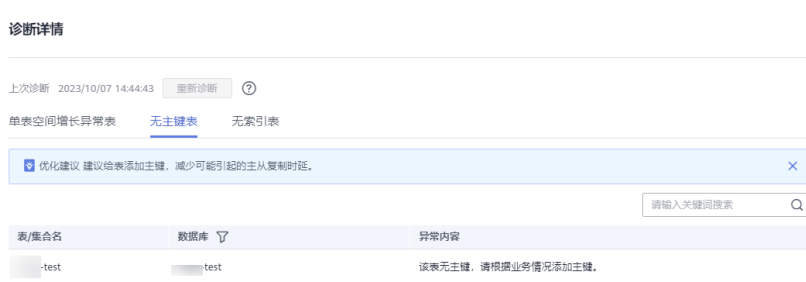 诊断详情
上次诊断 2023/10/07 14:44:43 重新诊断 ?
单表空间增长异常表 无主键表 无索引表
优化建议 建议给表添加主键，减少可能引起的主从复制时延。
请输入关键词搜索
表/集合名 数据库 异常内容
-test -test 该表无主键，请根据业务情况添加主键。